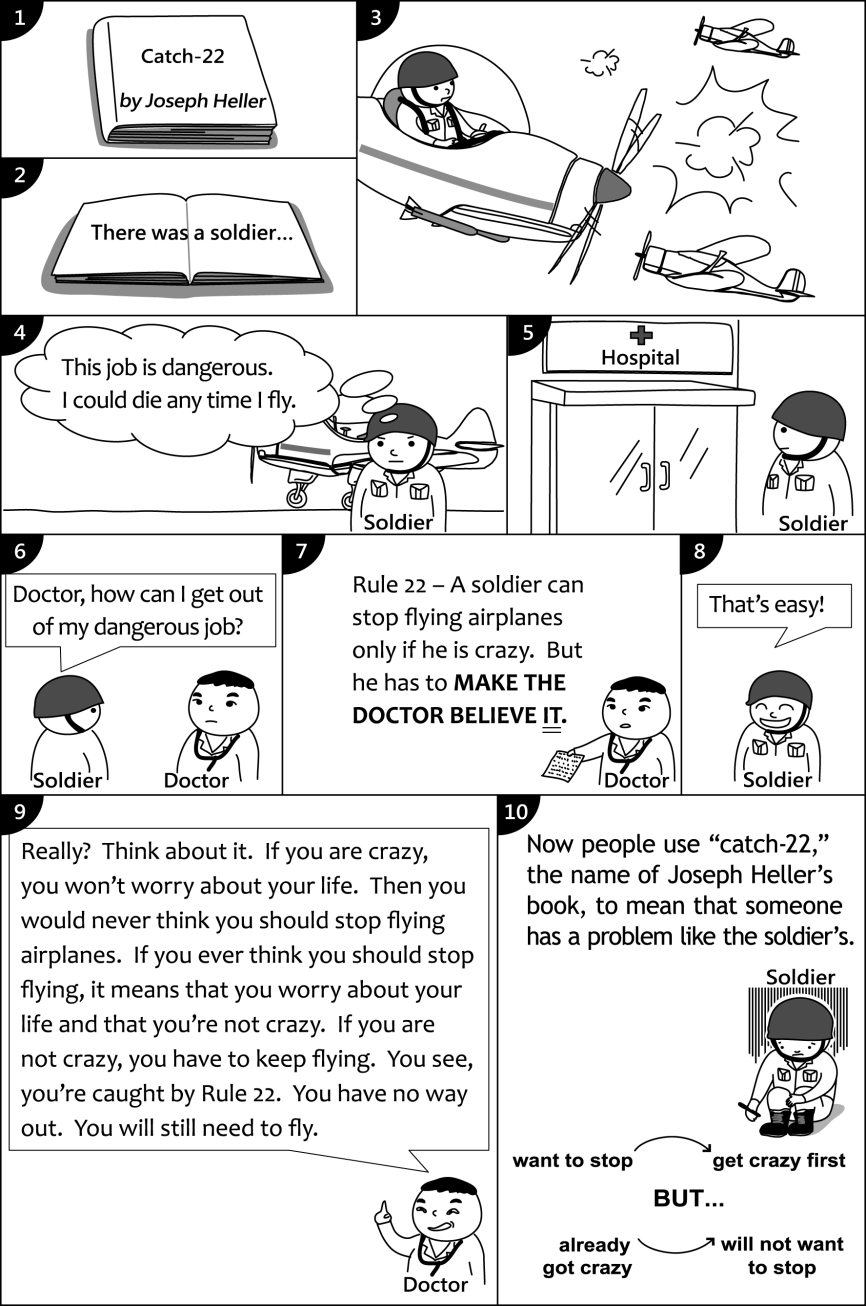 1
Catch-22
by Joseph Heller
2
There was a soldier...
3
4
This job is dangerous.
I could die any time I fly.
Soldier
5
Hospital
Soldier
6
Doctor, how can I get out
of my dangerous job?
Soldier
Doctor
7
Rule 22 – A soldier can
stop flying airplanes
only if he is crazy. But
he has to MAKE THE
DOCTOR BELIEVE IT.
Doctor
8
That's easy!
Soldier
9
Really? Think about it. If you are crazy,
you won't worry about your life. Then you
would never think you should stop flying
airplanes. If you ever think you should stop
flying, it means that you worry about your
life and that you're not crazy. If you are
not crazy, you have to keep flying. You see,
you're caught by Rule 22. You have no way
out. You will still need to fly.
Doctor
10
Now people use “catch-22,”
the name of Joseph Heller's
book, to mean that someone
has a problem like the soldier's.
Soldier
want to stop
get crazy first
BUT...
already
got crazy
will not want
to stop